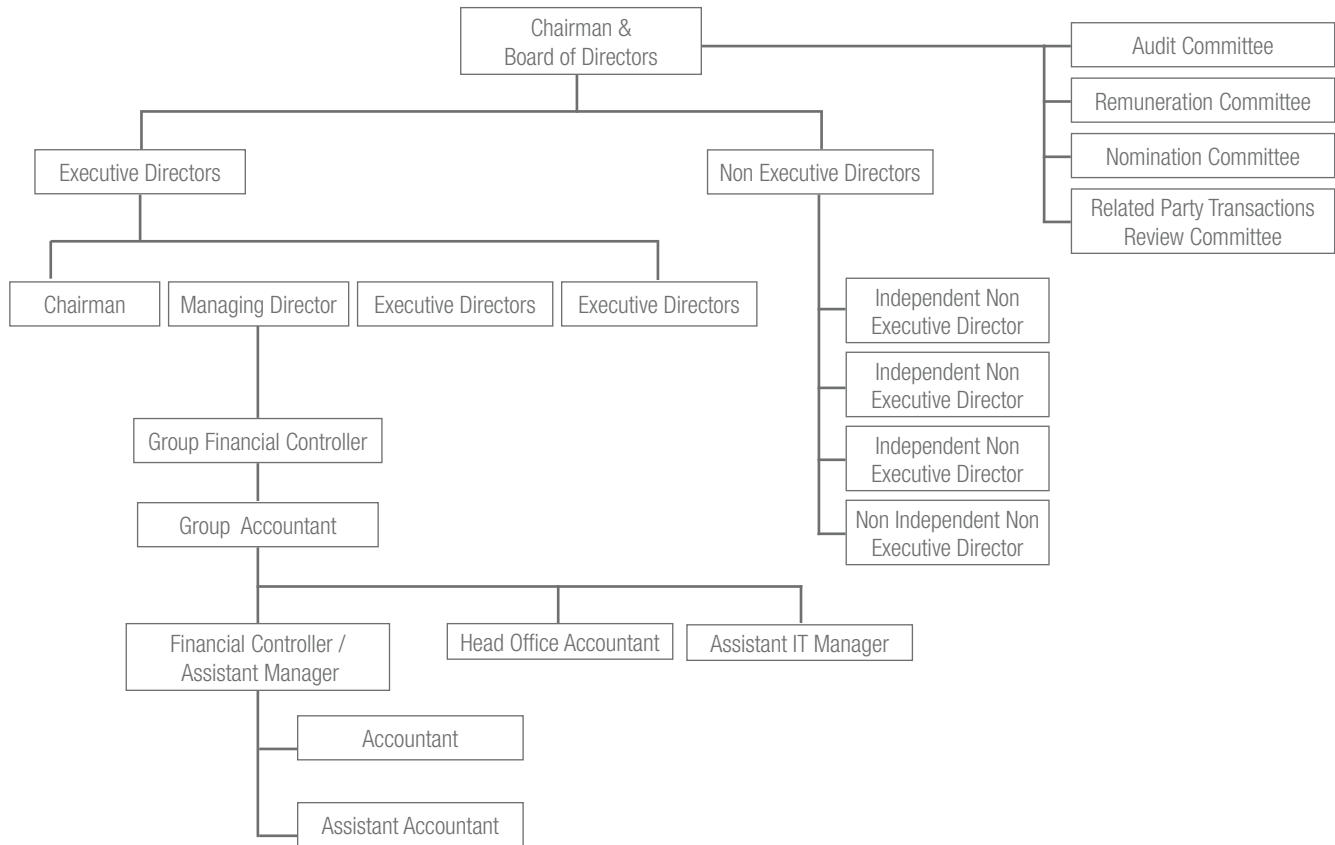 Chairman &
Board of Directors
Audit Committee
Remuneration Committee
Nomination Committee
Related Party Transactions
Review Committee
Executive Directors
Non Executive Directors
Chairman
Managing Director
Executive Directors
Executive Directors
Independent Non
Executive Director
Independent Non
Executive Director
Independent Non
Executive Director
Non Independent Non
Executive Director
Group Financial Controller
Group Accountant
Financial Controller /
Assistant Manager
Head Office Accountant
Assistant IT Manager
Accountant
Assistant Accountant